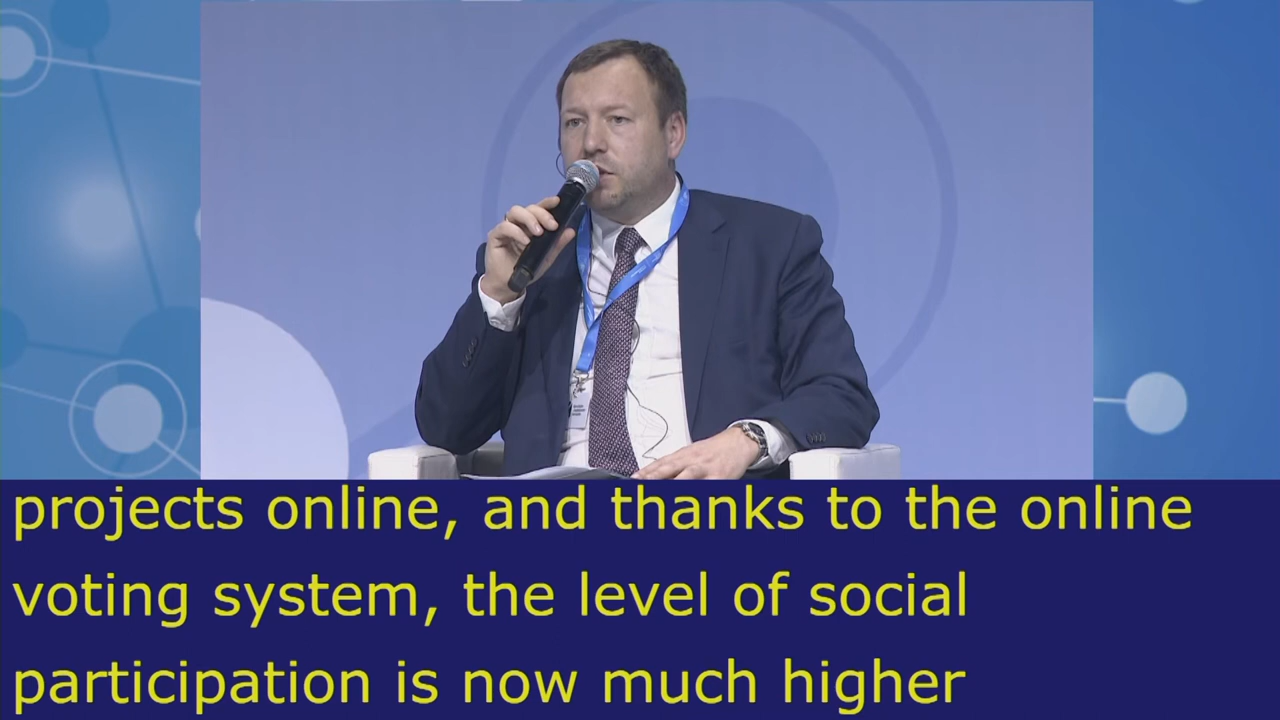 projects online, and thanks to the online
voting system, the level of social
participation is now much higher